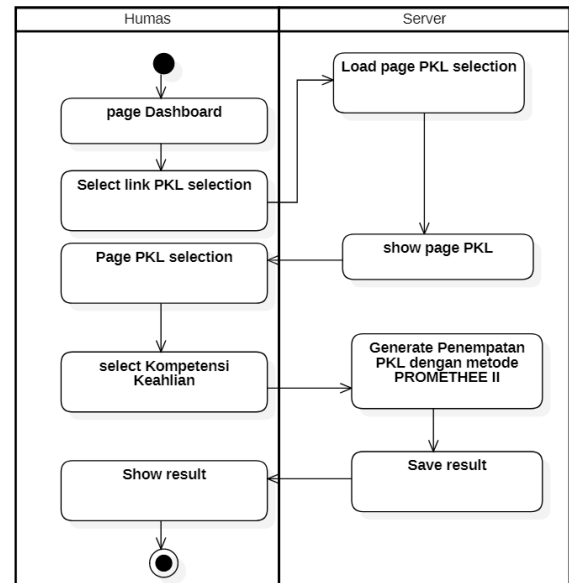 Humas
Server
Load page PKL selection
page Dashboard
Select link PKL selection
Page PKL selection
show page PKL
select Kompetensi
Keahlian
Generate Penempatan
PKL dengan metode
PROMETHEE II
Show result
Save result